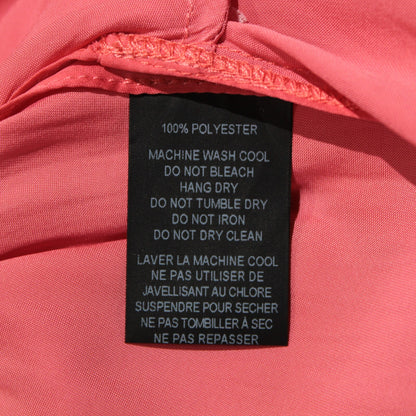 100% POLYESTER
MACHINE WASH COOL
DO NOT BLEACH
HANG DRY
DO NOT TUMBLE DRY
DO NOT IRON
DO NOT DRY CLEAN
LAVER LA MACHINE COOL
NE PAS UTILISER DE
JAVELLISANT AU CHLORE
SUSPENDRE POUR SECHER
NE PAS TOMBILLER À SEC
NE PAS REPASSER